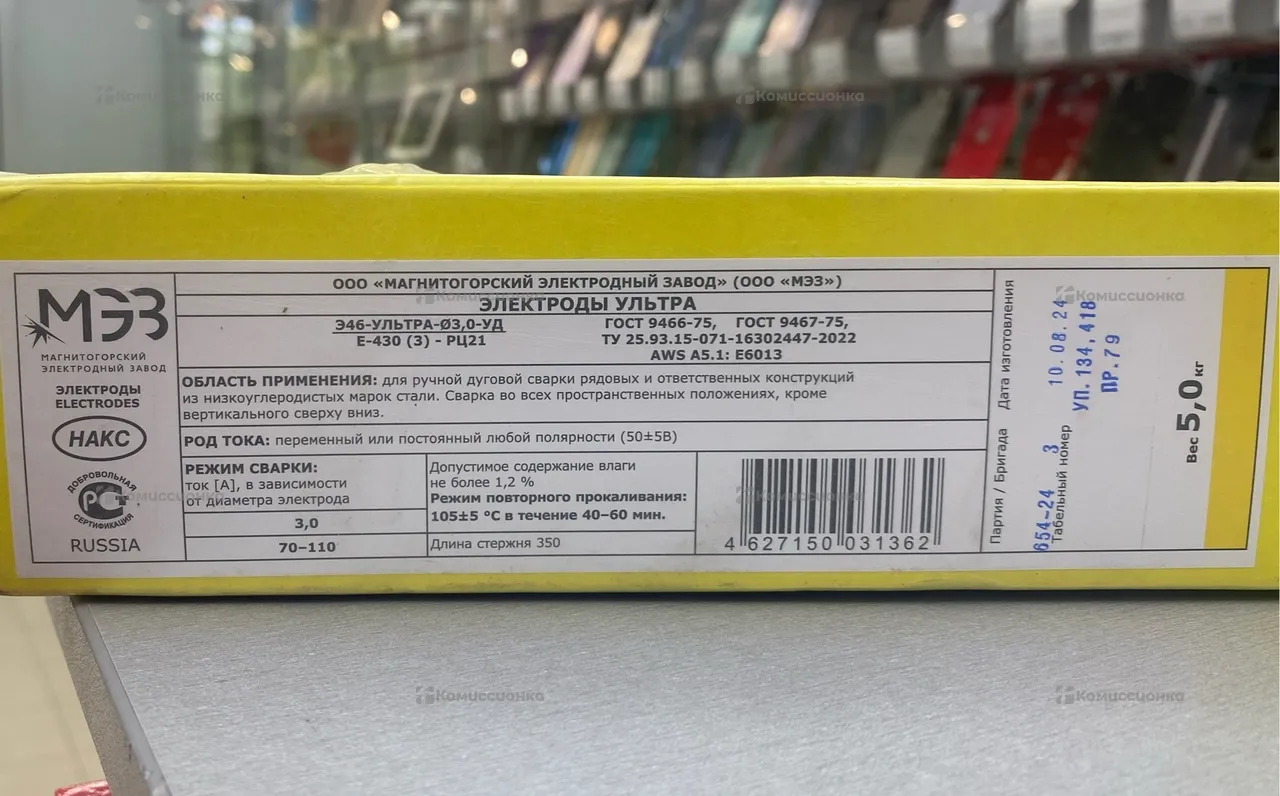 МЭЗ
МАГНИТОГОРСКИЙ
ЭЛЕКТРОДНЫЙ ЗАВОД
ЭЛЕКТРОДЫ
ELECTRODES
НАКС
ДОБРОВОЛЬНАЯ
РСТ
СЕРТИФИКАЦИЯ
RUSSIA
ООО «МАГНИТОГОРСКИЙ ЭЛЕКТРОДНЫЙ ЗАВОД» (ООО «МЭЗ»)
ЭЛЕКТРОДЫ УЛЬТРА
Э46-УЛЬТРА-Ø3,0-УД
Е-430 (3) - РЦ21
ГОСТ 9466-75, ГОСТ 9467-75,
ТУ 25.93.15-071-16302447-2022
AWS A5.1: E6013
ОБЛАСТЬ ПРИМЕНЕНИЯ: для ручной дуговой сварки рядовых и ответственных конструкций
из низкоуглеродистых марок стали. Сварка во всех пространственных положениях, кроме
вертикального сверху вниз.
РОД ТОКА: переменный или постоянный любой полярности (50±5В)
РЕЖИМ СВАРКИ:
ток [А], в зависимости
от диаметра электрода
3,0
70–110
Допустимое содержание влаги
не более 1,2 %
Режим повторного прокаливания:
105±5 °С в течение 40–60 мин.
Длина стержня 350
4 627150 031362
Партия / Бригада Дата изготовления
654-24 3 10.08.24
Табельный номер УП. 134, 418
ПР.79
Вес 5,0 кг
Комиссионка
Комиссионка
Комиссионка
Комиссионка
Комиссионка
Комиссионка
Комиссионка
Комиссионка